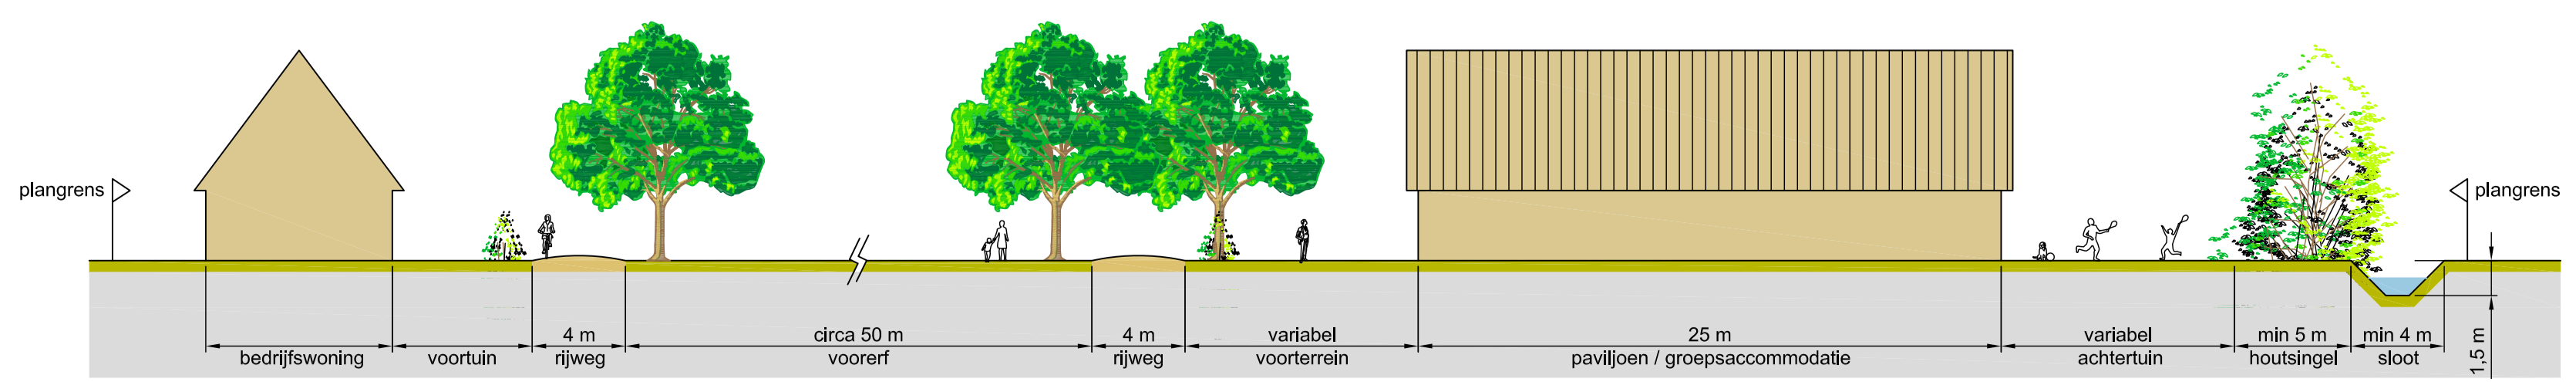 plangrens
plangrens
4 m
circa 50 m
4 m
variabel
25 m
variabel
min 5 m
min 4 m
1,5 m
bedrijfswoning
voortuin
rijweg
voorerf
rijweg
voorterrein
paviljoen / groepsaccommodatie
achtertuin
houtsingel
sloot